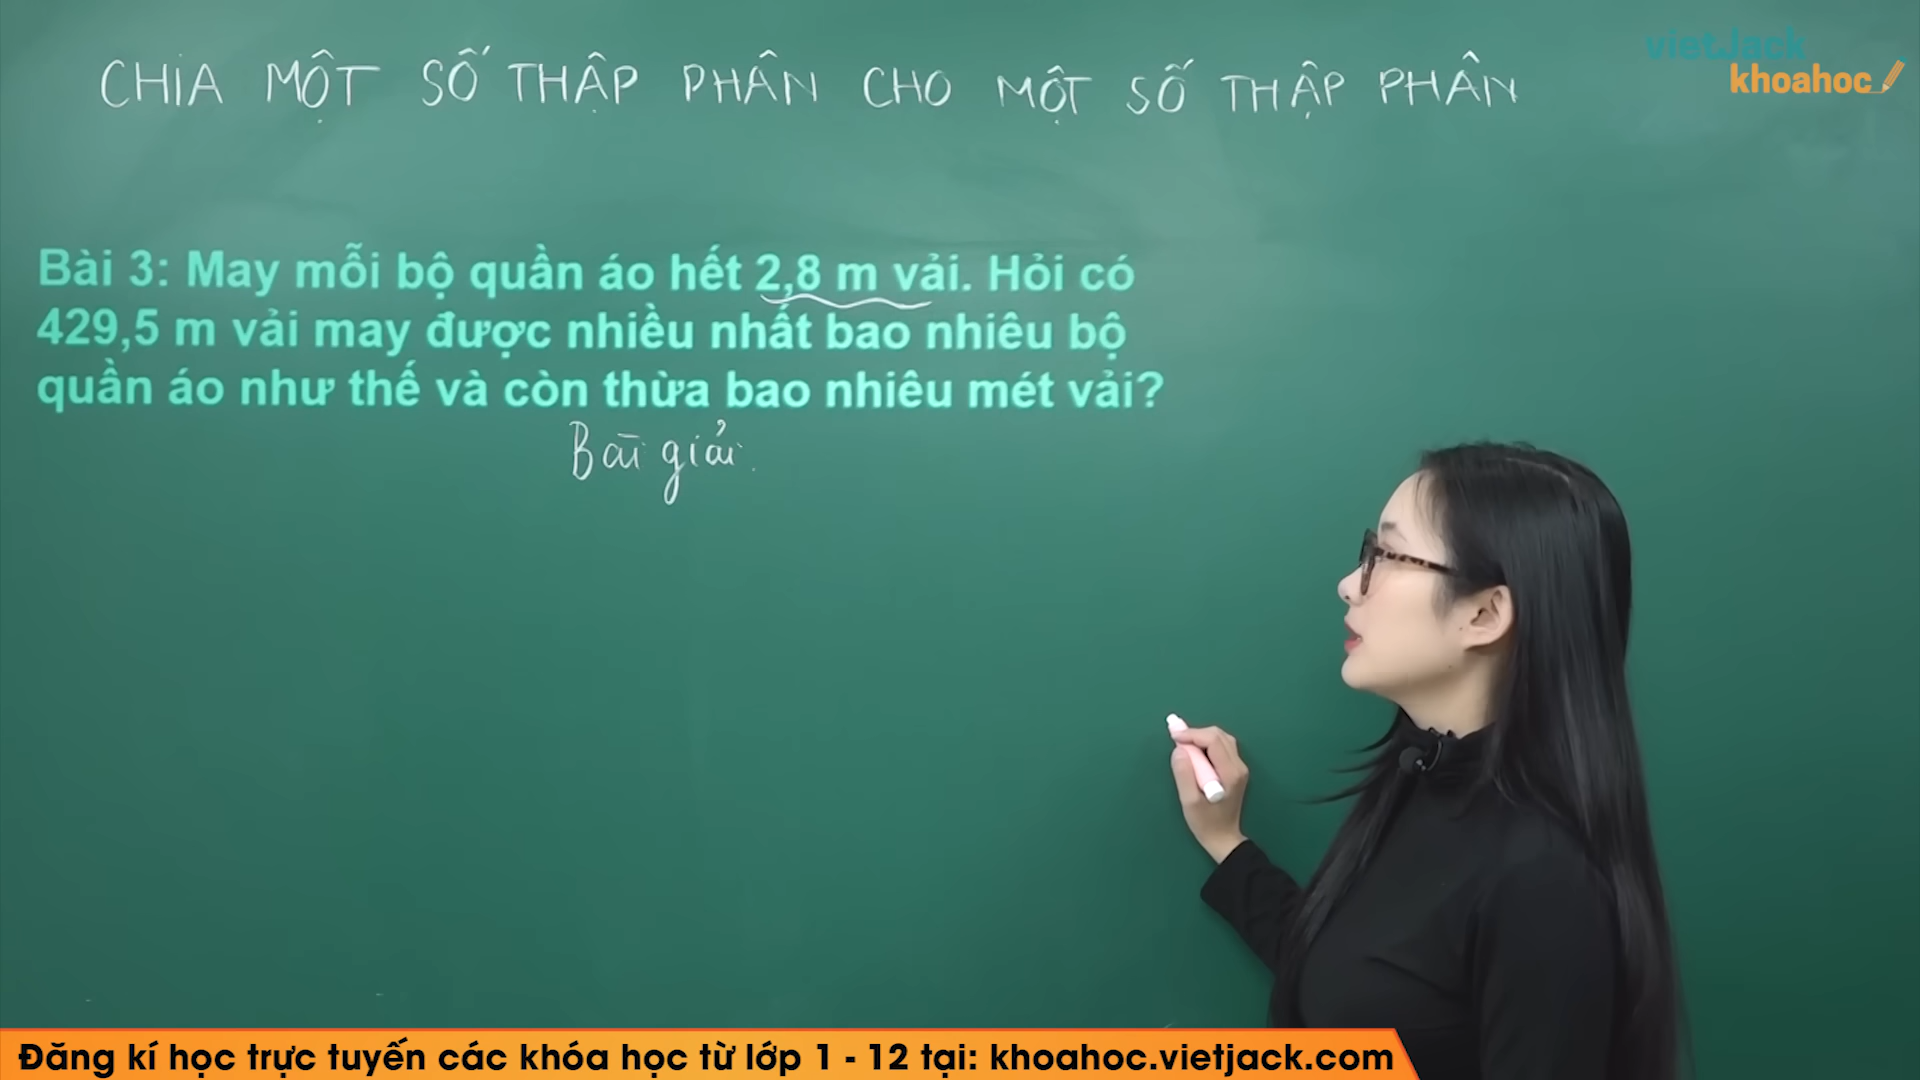 CHIA MỘT SỐ THẬP PHÂN CHO MỘT SỐ THẬP PHÂN
vietJack
khoahoc
Bài 3: May mỗi bộ quần áo hết 2,8 m vải. Hỏi có
429,5 m vải may được nhiều nhất bao nhiêu bộ
quần áo như thế và còn thừa bao nhiêu mét vải?
Bài giải.
Đăng kí học trực tuyến các khóa học từ lớp 1 - 12 tại: khoahoc.vietjack.com